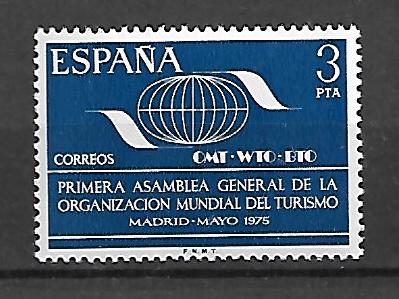 ESPAÑA 3
PTA
CORREOS OMT·WTO·BTO
PRIMERA ASAMBLEA GENERAL DE LA
ORGANIZACION MUNDIAL DEL TURISMO
MADRID·MAYO 1975
F.N.M.T.